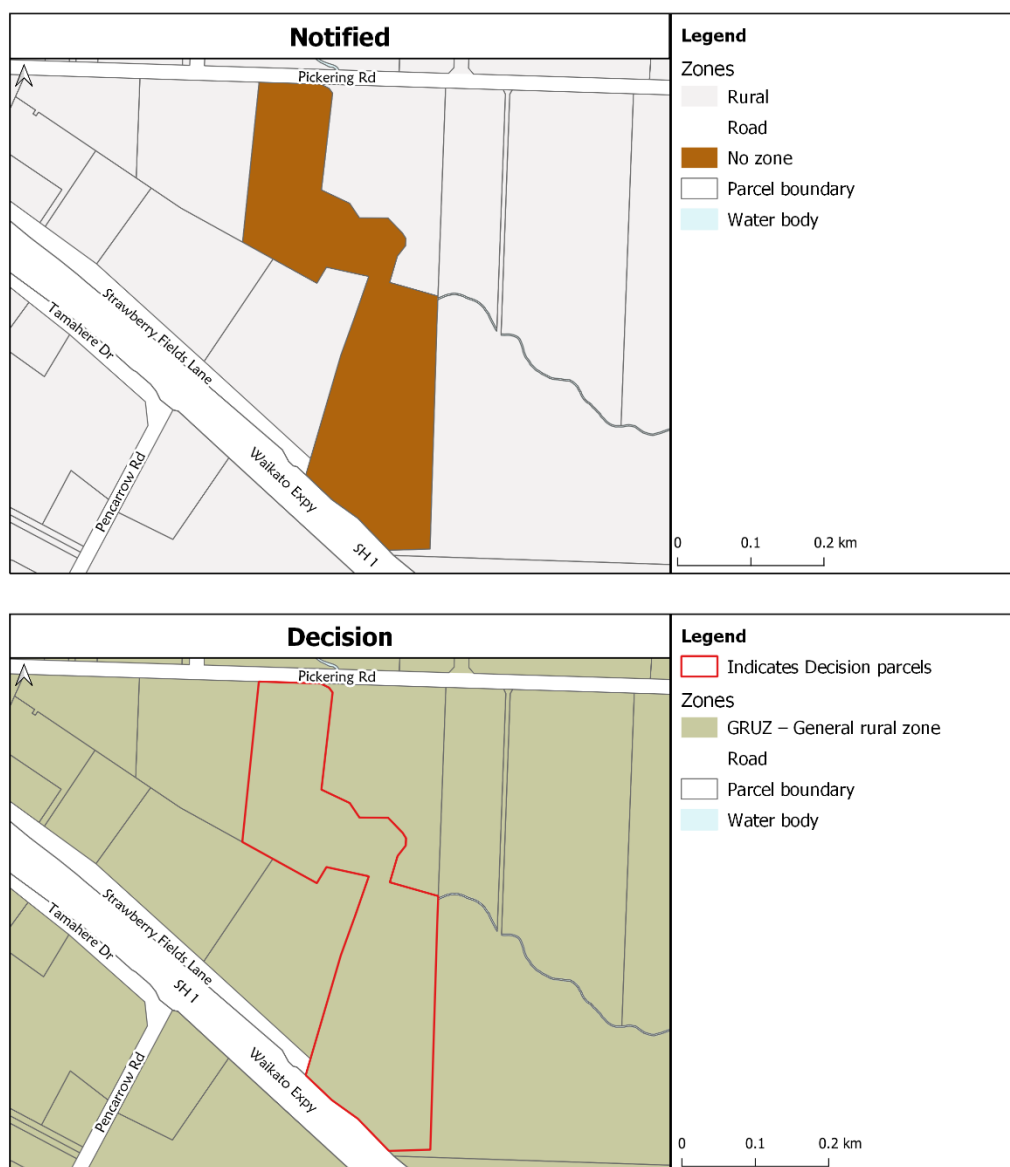 Notified
Pickering Rd
Strawberry Fields Lane
Tamahere Dr
Pencarrow Rd
Waikato Expy
SH 1
Legend
Zones
Rural
Road
No zone
Parcel boundary
Water body
0 0.1 0.2 km
Decision
Pickering Rd
Strawberry Fields Lane
Tamahere Dr
SH 1
Pencarrow Rd
Waikato Expy
Legend
Indicates Decision parcels
Zones
GRUZ – General rural zone
Road
Parcel boundary
Water body
0 0.1 0.2 km